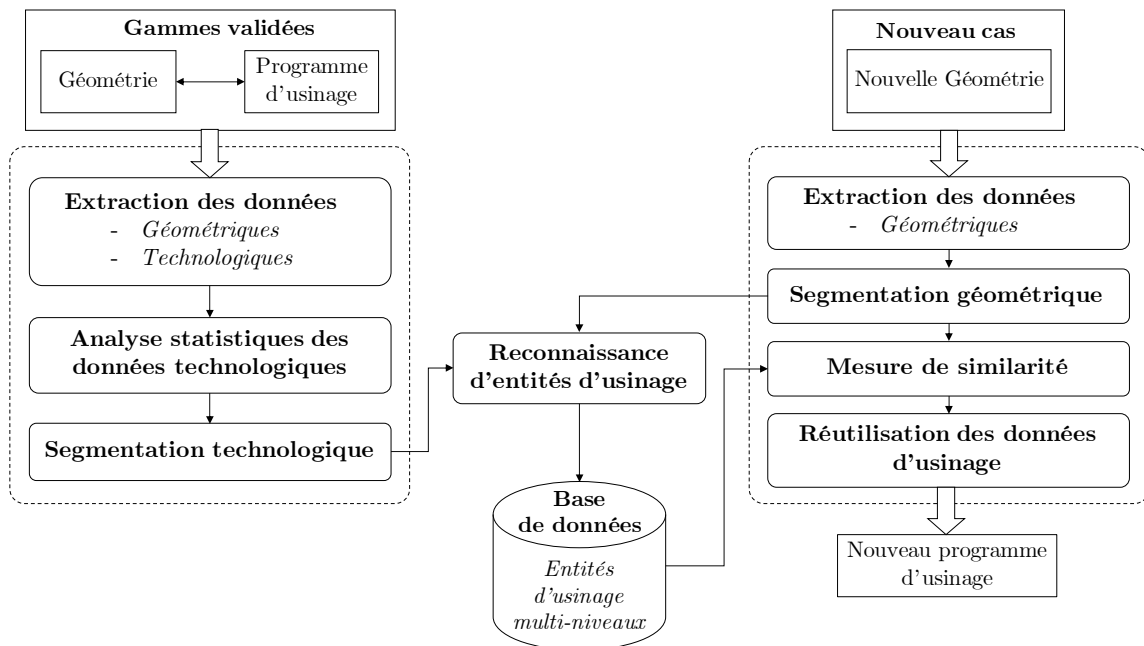 Gammes validées
Géométrie
Programme
d'usinage
Extraction des données
- Géométriques
- Technologiques
Analyse statistiques des
données technologiques
Segmentation technologique
Reconnaissance
d'entités d'usinage
Base
de données
Entités
d'usinage
multi-niveaux
Nouveau cas
Nouvelle Géométrie
Extraction des données
- Géométriques
Segmentation géométrique
Mesure de similarité
Réutilisation des données
d'usinage
Nouveau programme
d'usinage